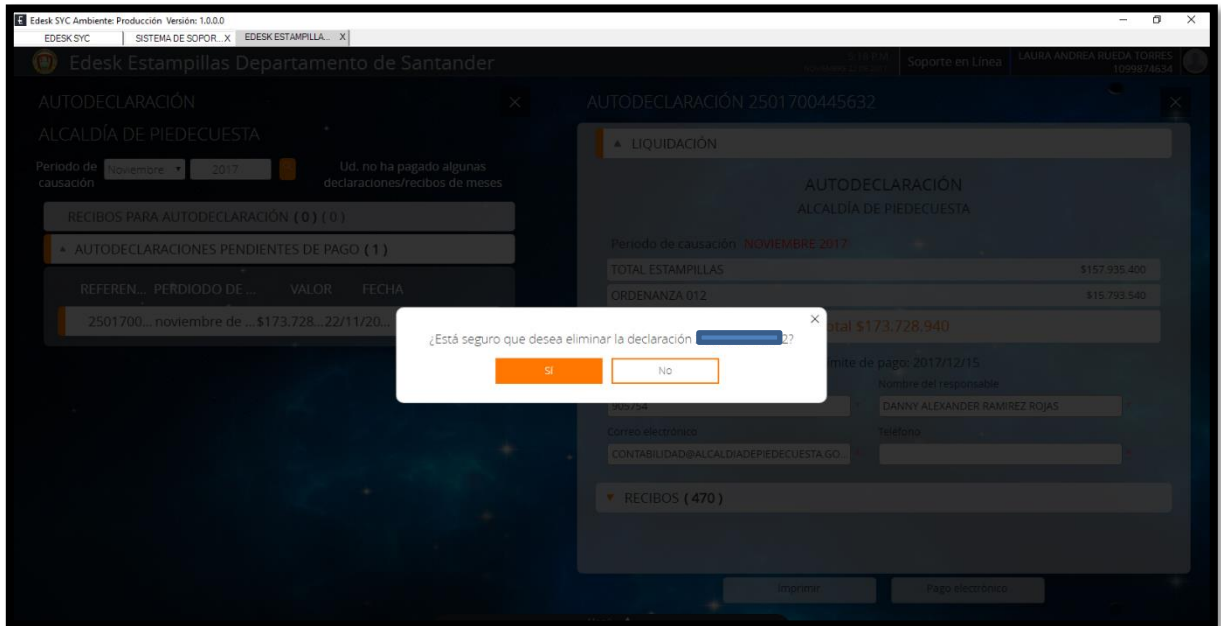 Edesk SYC Ambiente: Producción Versión: 1.0.0.0
EDESK SYC
SISTEMA DE SOPOR...X
EDESK ESTAMPILLA... X
Edesk Estampillas Departamento de Santander
Soporte en Línea
LAURA ANDREA RUEDA TORRES
1099874634
AUTODECLARACIÓN
ALCALDÍA DE PIEDECUESTA
Periodo de causación
Noviembre
2017
Ud. no ha pagado algunas
declaraciones/recibos de meses
RECIBOS PARA AUTODECLARACIÓN ( 0 ) ( 0 )
AUTODECLARACIONES PENDIENTES DE PAGO ( 1 )
REFEREN... PERDIODO DE ... VALOR FECHA
2501700... noviembre de ...$173.728...22/11/20...
AUTODECLARACIÓN 2501700445632
LIQUIDACIÓN
AUTODECLARACIÓN
ALCALDÍA DE PIEDECUESTA
Periodo de causación NOVIEMBRE 2017
TOTAL ESTAMPILLAS $157.935.400
ORDENANZA 012 $15.793.540
tal $173.728.940
mite de pago: 2017/12/15
Nombre del responsable
905754
DANNY ALEXANDER RAMIREZ ROJAS
Correo electrónico
Teléfono
CONTABILIDAD@ALCALDIADEPIEDECUESTA.GO...
RECIBOS ( 470 )
Imprimir
Pago electrónico
¿Está seguro que desea eliminar la declaración 2?
Sí
No